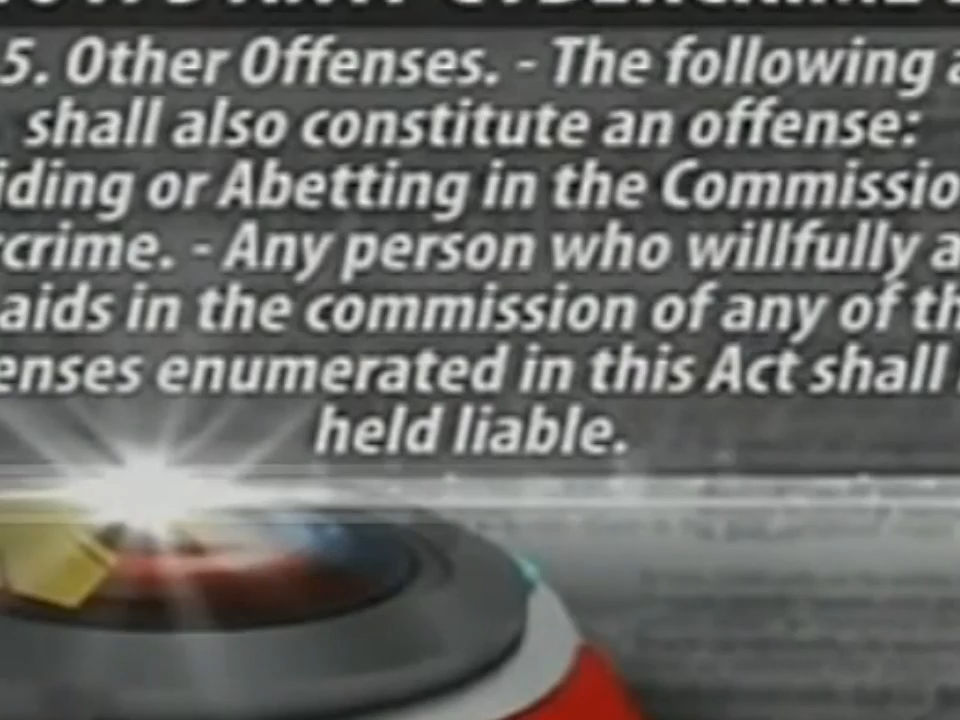 5. Other Offenses. - The following a
shall also constitute an offense:
iding or Abetting in the Commissio
rcrime. - Any person who willfully a
aids in the commission of any of th
enses enumerated in this Act shall
held liable.